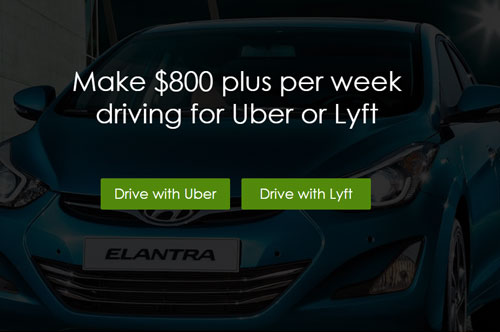 Make $800 plus per week
driving for Uber or Lyft
Drive with Uber
Drive with Lyft
ELANTRA